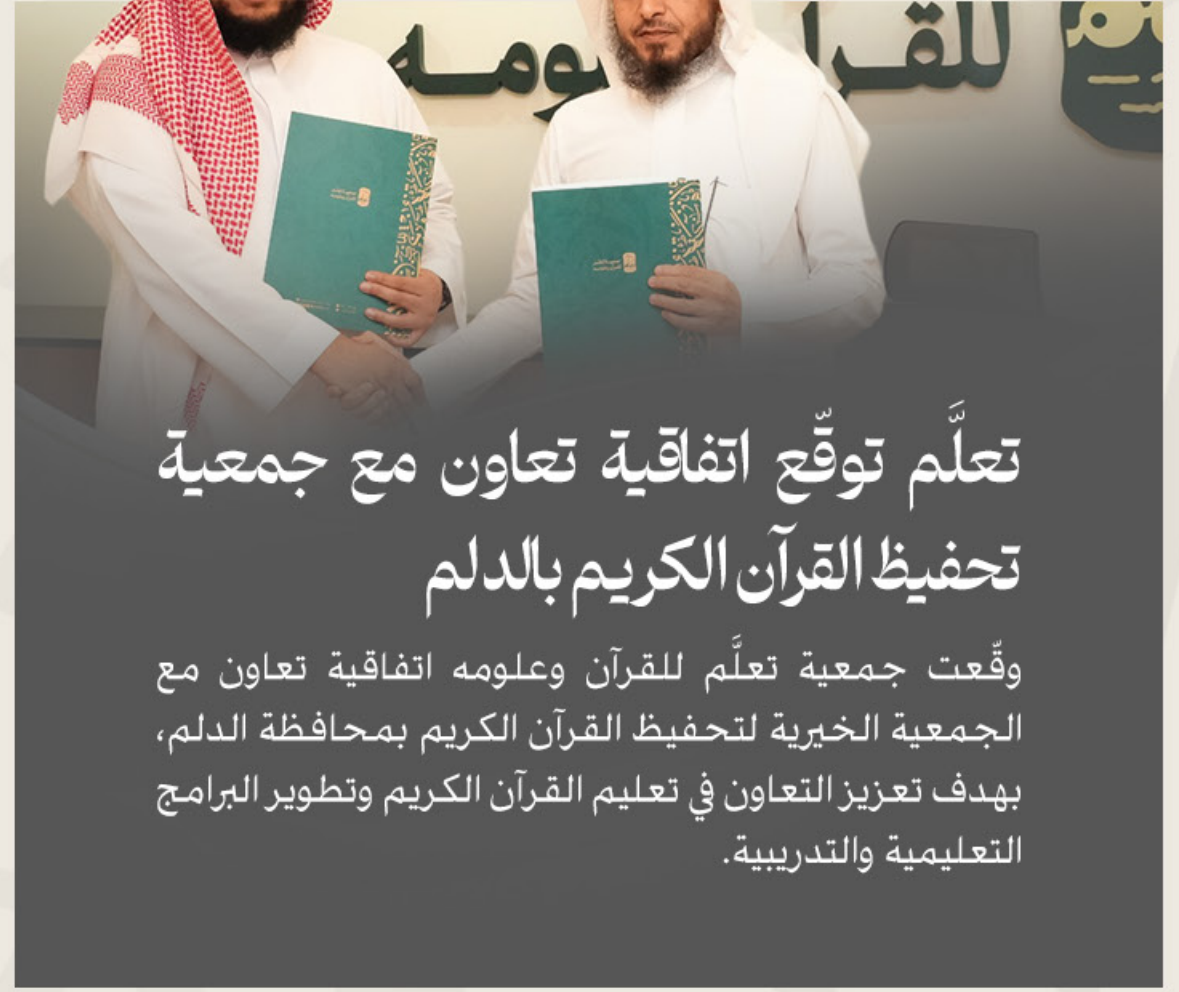 تعلَّم توقّع اتفاقية تعاون مع جمعية
تحفيظ القرآن الكريم بالدلم
وقّعت جمعية تعلَّم للقرآن وعلومه اتفاقية تعاون مع
الجمعية الخيرية لتحفيظ القرآن الكريم بمحافظة الدلم،
بهدف تعزيز التعاون في تعليم القرآن الكريم وتطوير البرامج
التعليمية والتدريبية.